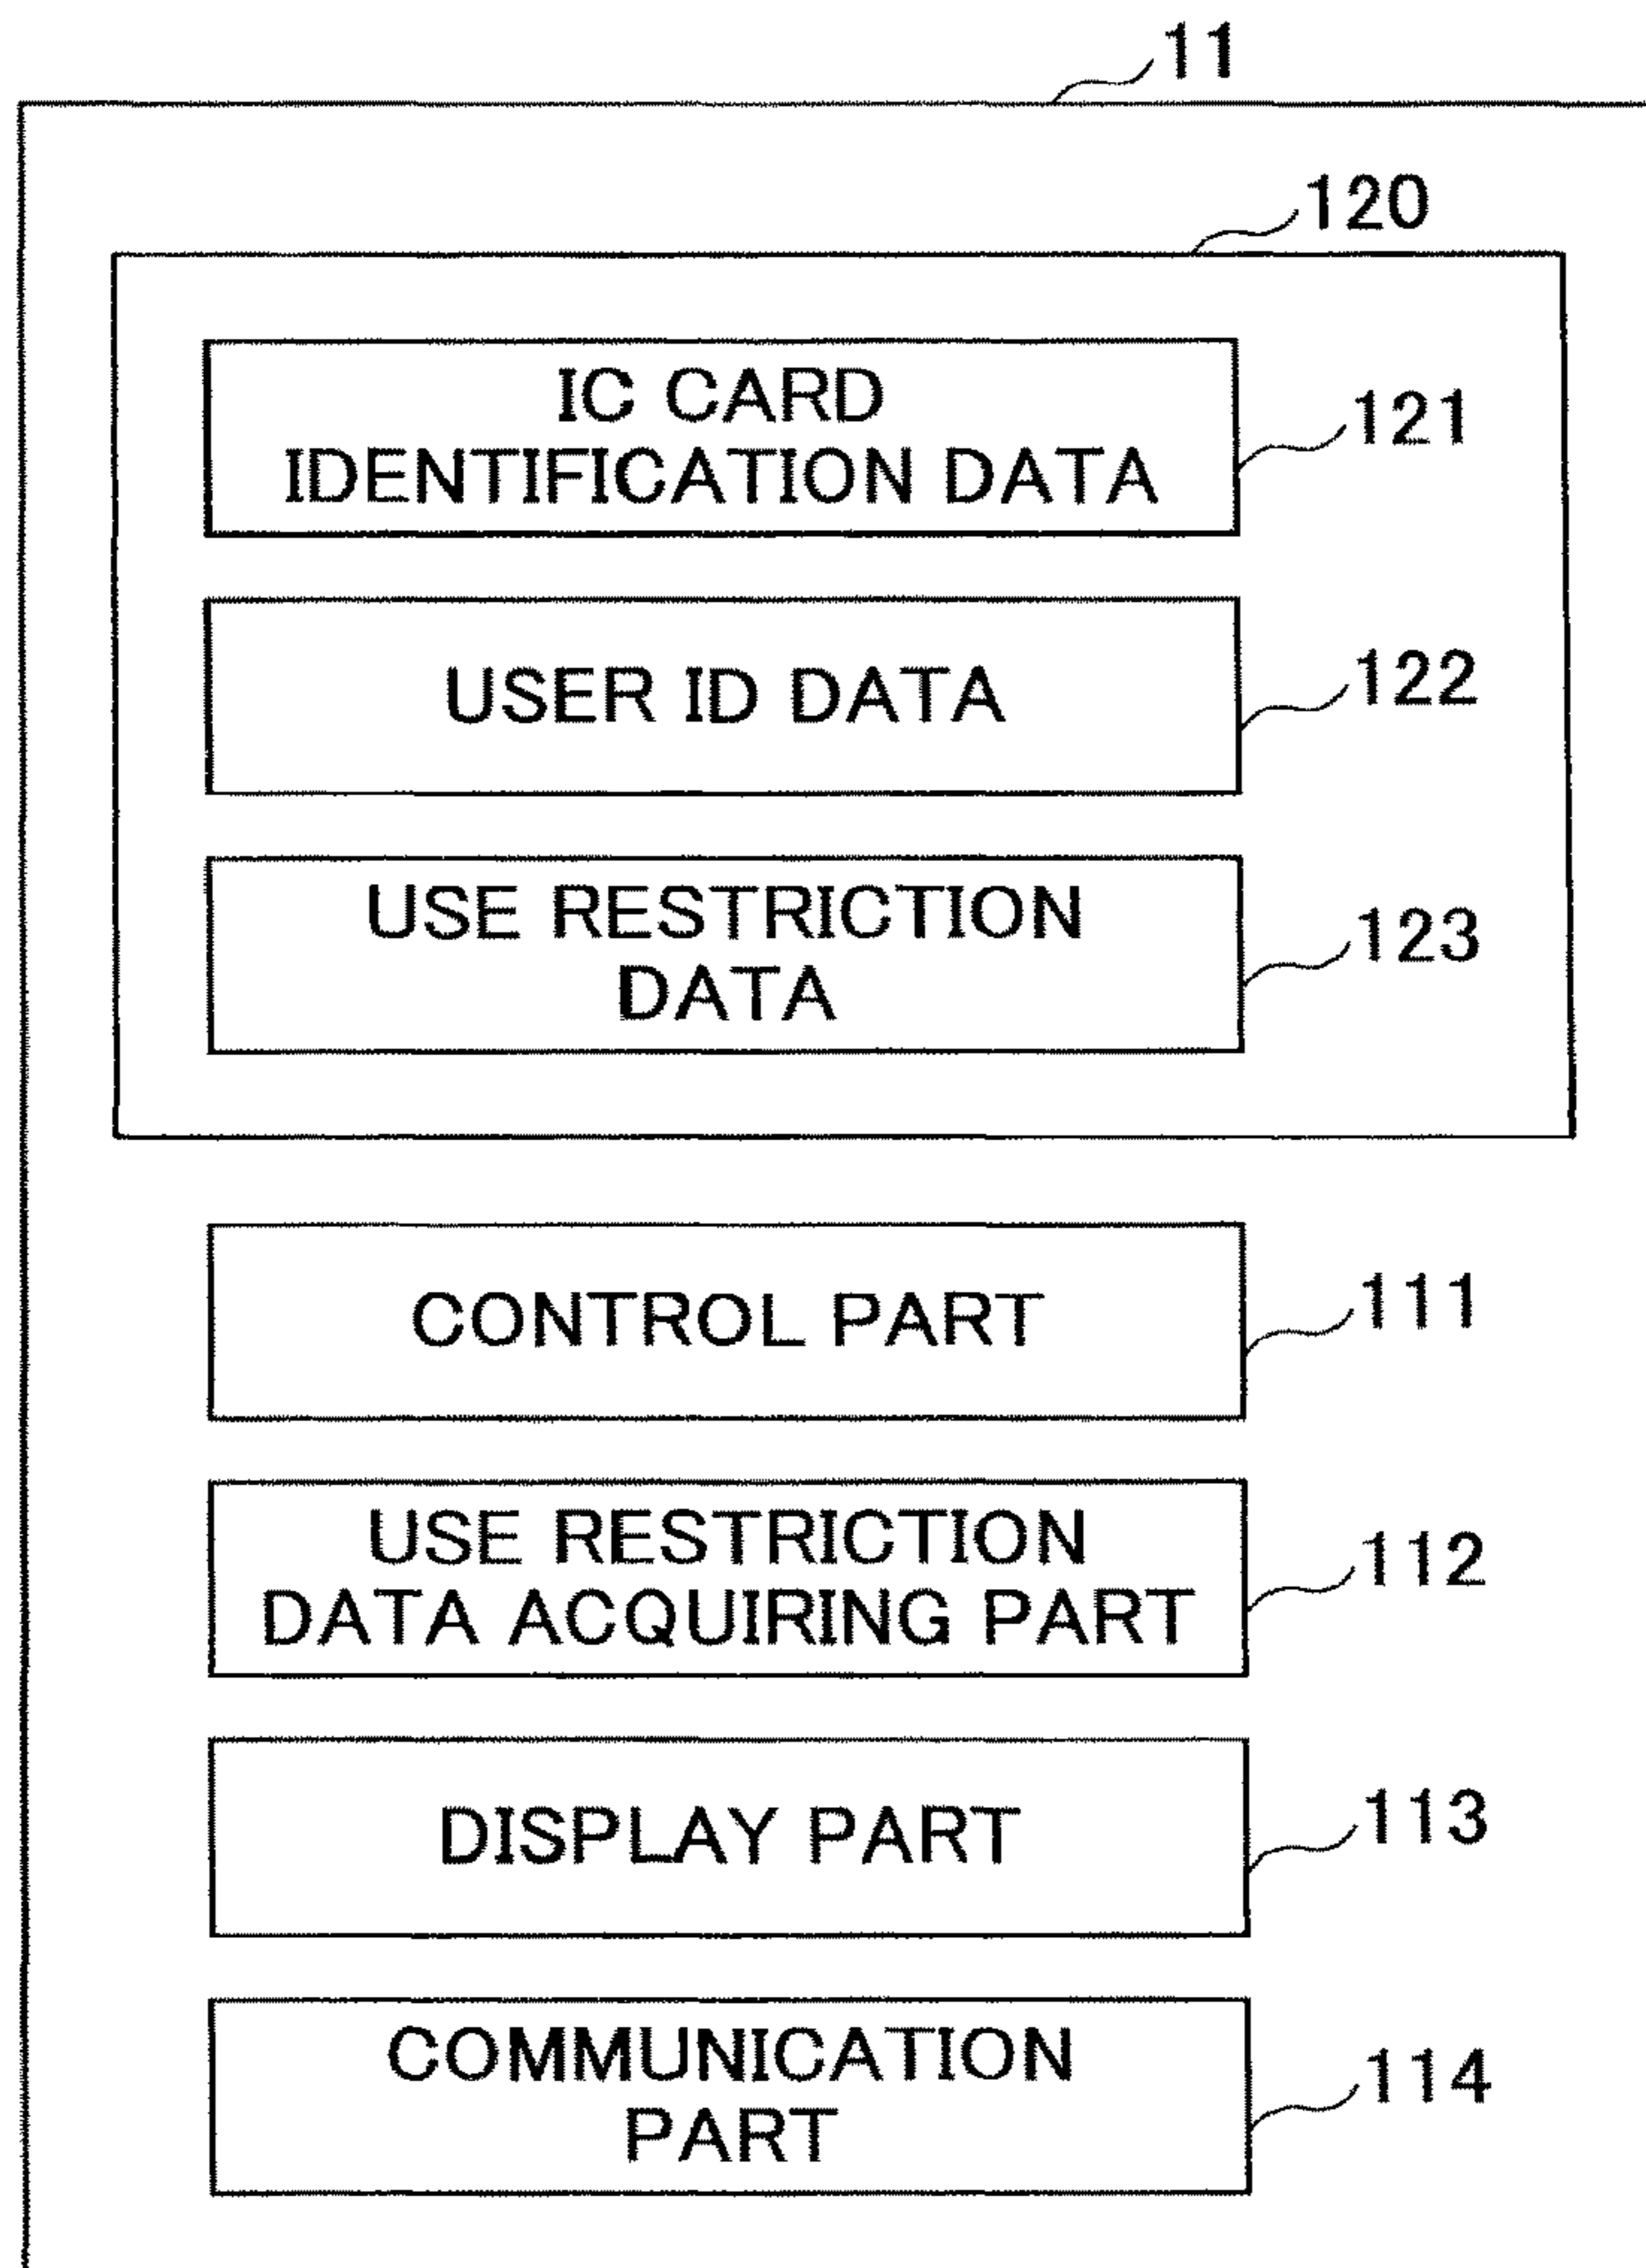 11
120
IC CARD
IDENTIFICATION DATA
121
USER ID DATA
122
USE RESTRICTION
DATA
123
CONTROL PART
111
USE RESTRICTION
DATA ACQUIRING PART
112
DISPLAY PART
113
COMMUNICATION
PART
114